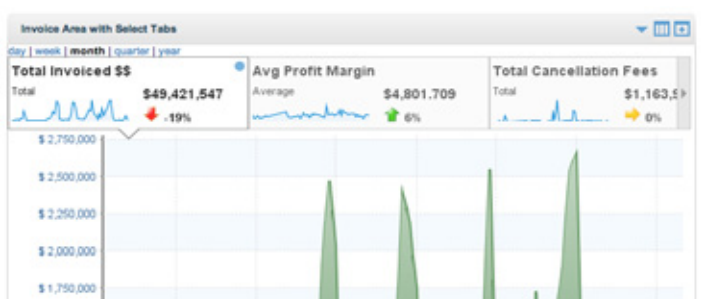 Invoice Area with Select Tabs
day | week | month | quarter | year
Total Invoiced $$
Total
$49,421,547
-19%
Avg Profit Margin
Average
$4,801.709
6%
Total Cancellation Fees
Total
0%
$ 2,750,000
$ 2,500,000
$ 2,250,000
$ 2,000,000
$ 1,750,000